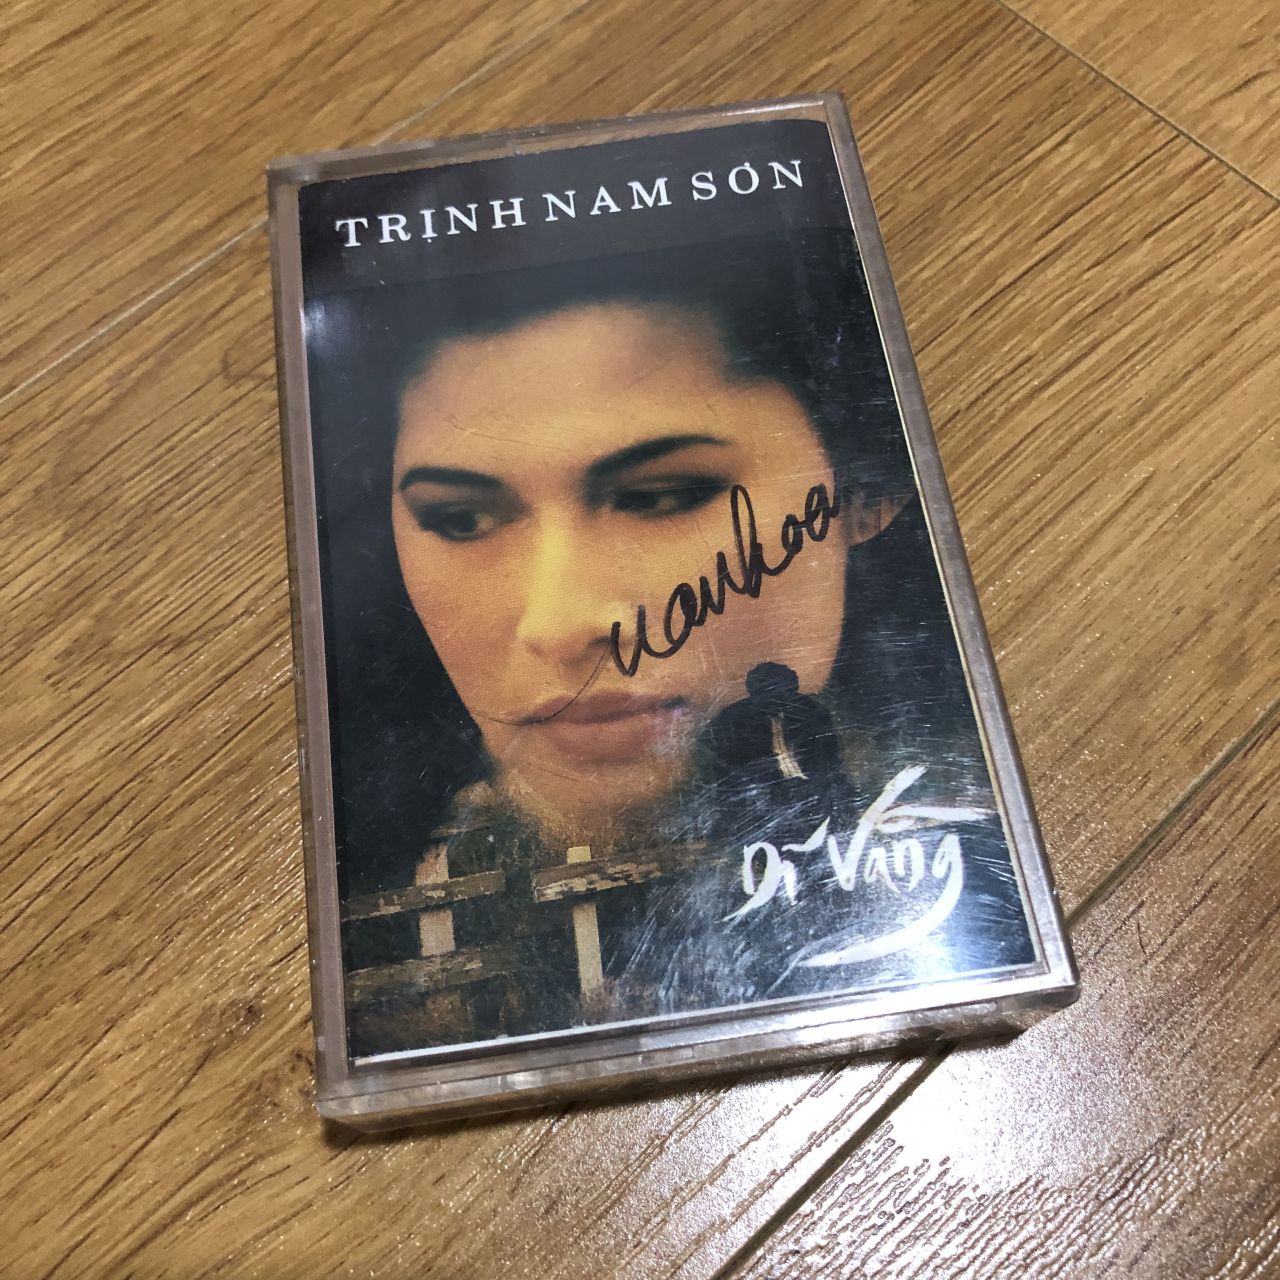 TRỊNH NAM SƠN
Dĩ Vãng